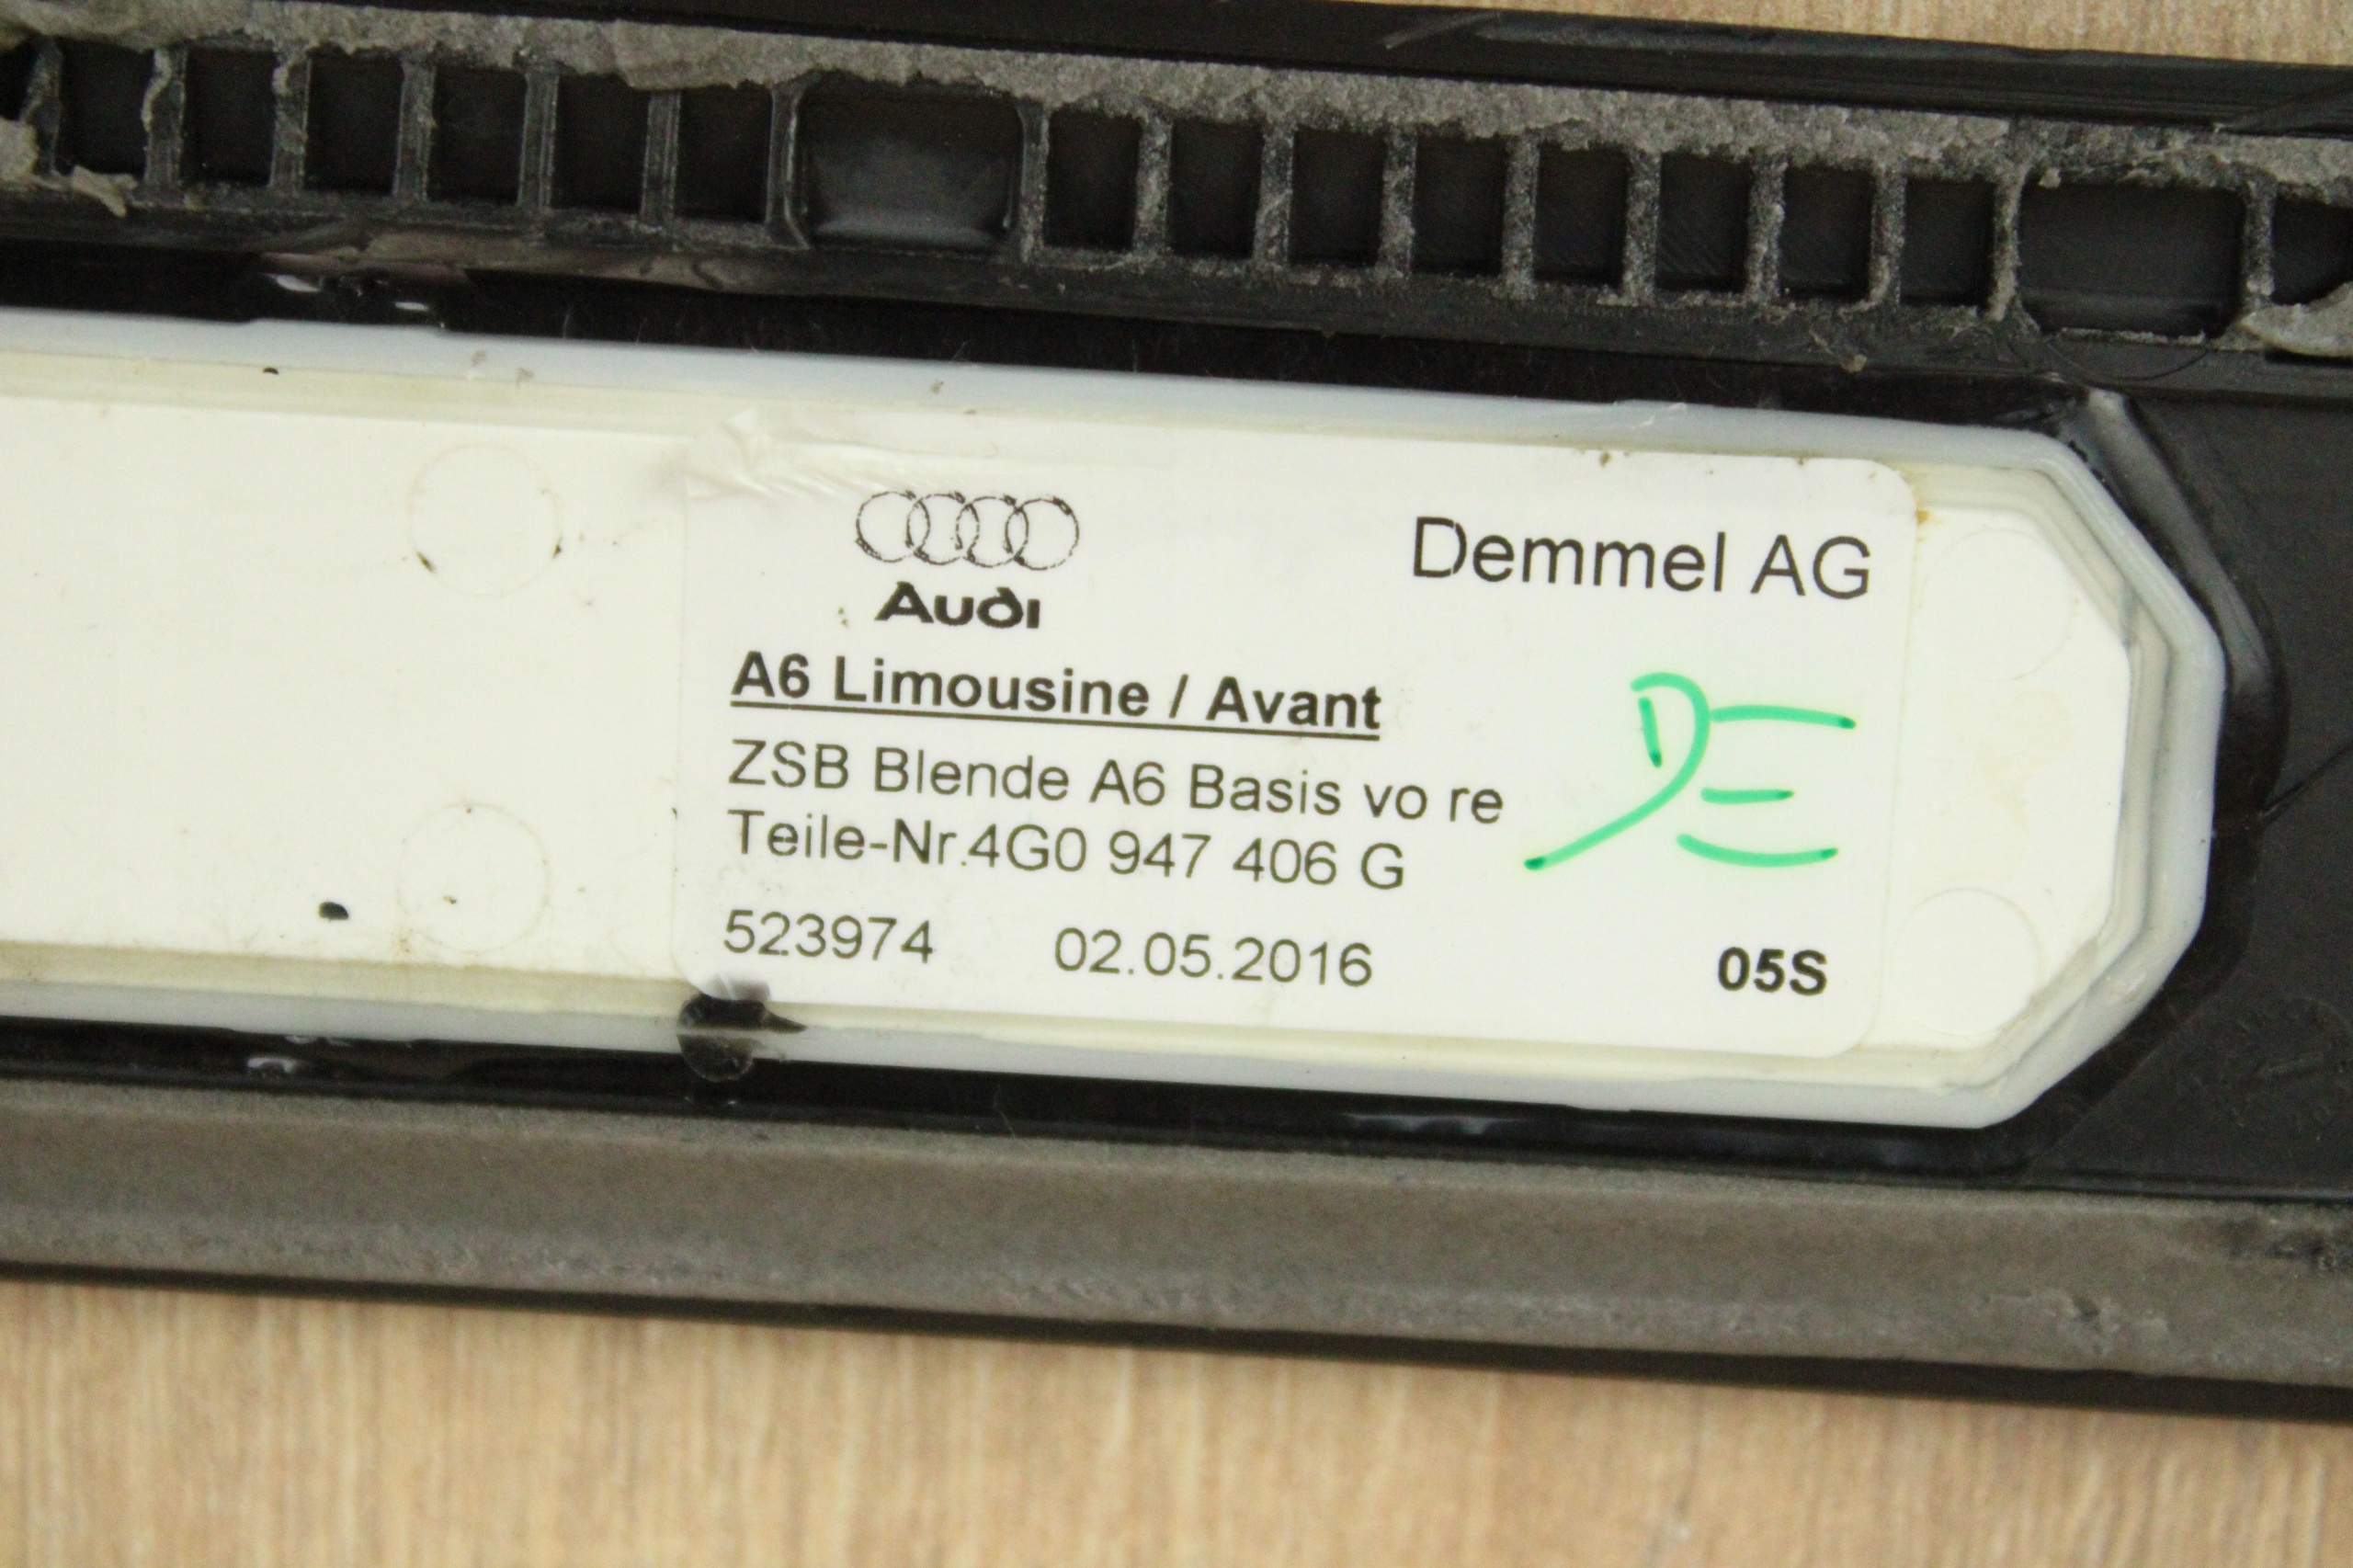 Audi
Demmel AG
A6 Limousine / Avant
ZSB Blende A6 Basis vo re
Teile-Nr.4G0 947 406 G
DE
523974 02.05.2016 05S